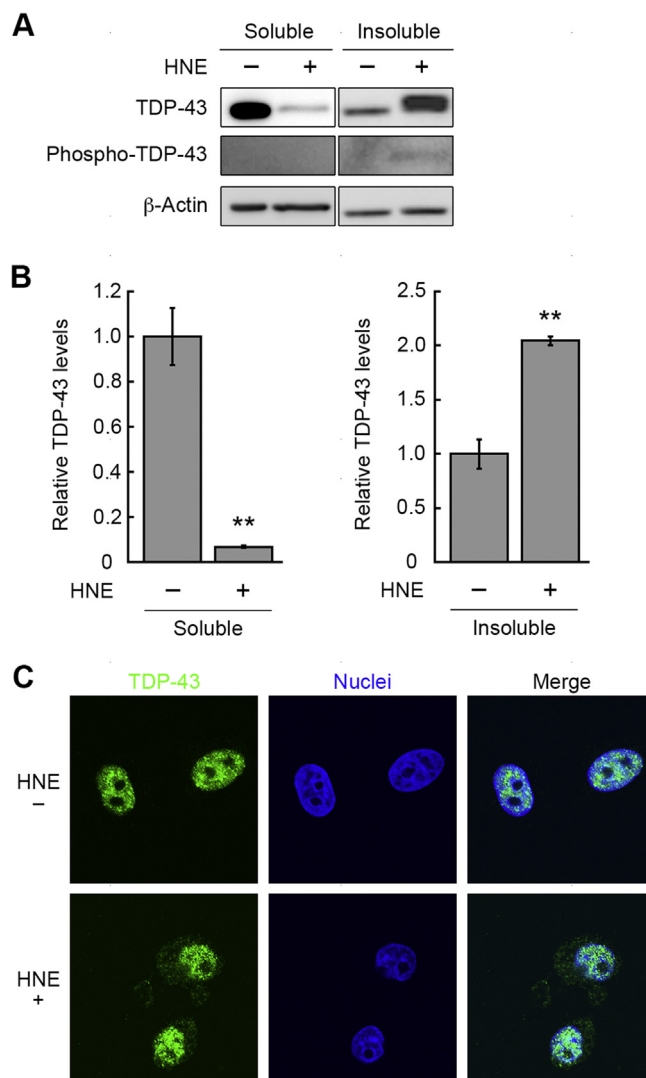 A
Soluble Insoluble
HNE − + − +
TDP-43
Phospho-TDP-43
β-Actin
B
Relative TDP-43 levels
1.2
1.0
0.8
0.6
0.4
0.2
0
**
HNE − +
Soluble
Relative TDP-43 levels
2.5
2.0
1.5
1.0
0.5
0
**
HNE − +
Insoluble
C
TDP-43 Nuclei Merge
HNE
−
HNE
+